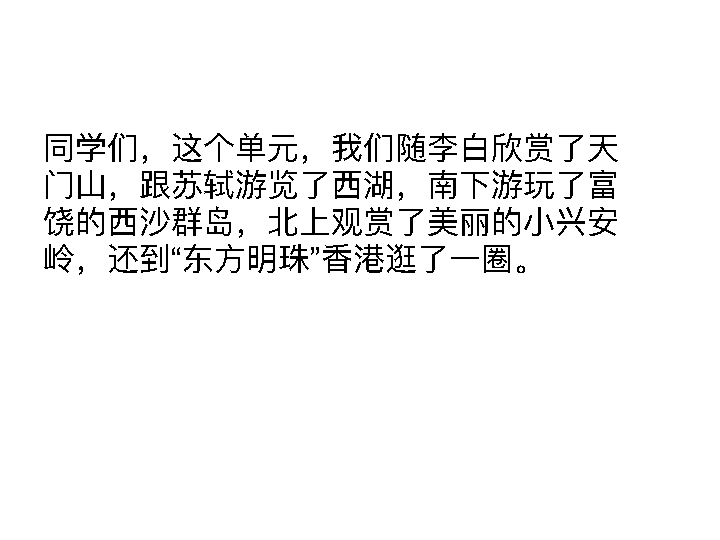 同学们，这个单元，我们随李白欣赏了天
门山，跟苏轼游览了西湖，南下游玩了富
饶的西沙群岛，北上观赏了美丽的小兴安
岭，还到“东方明珠”香港逛了一圈。